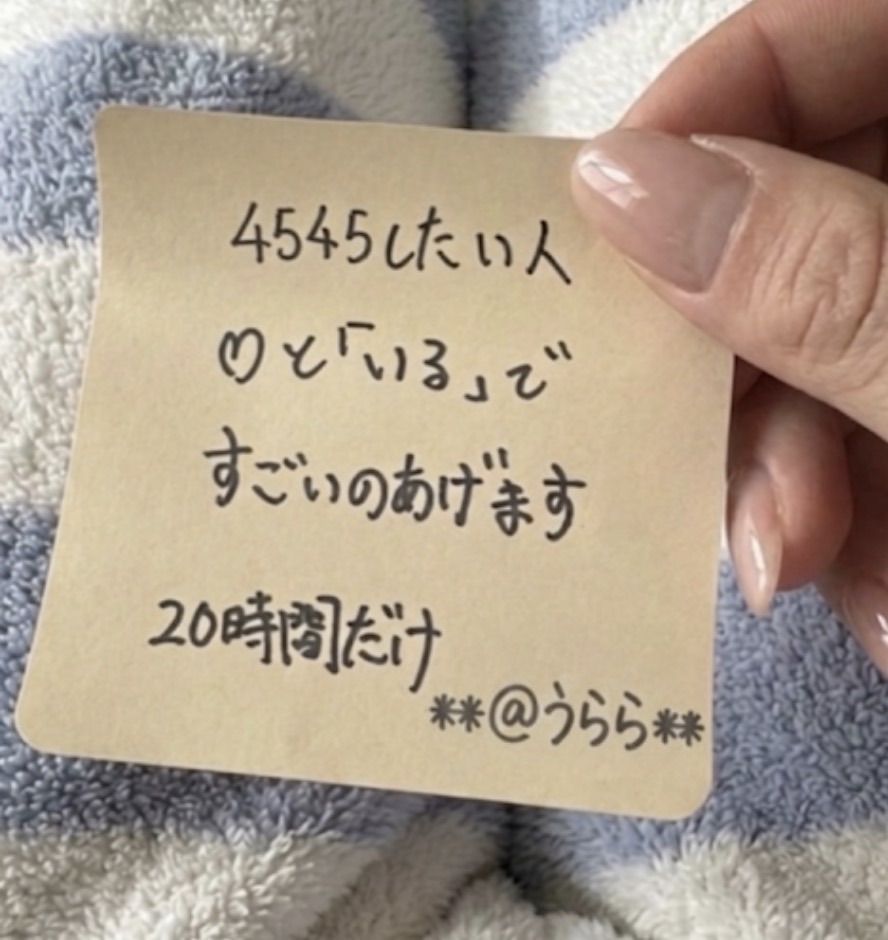 4545したい人
♡と「いる」で
すごいのあげます
20時間だけ
**@うらら**